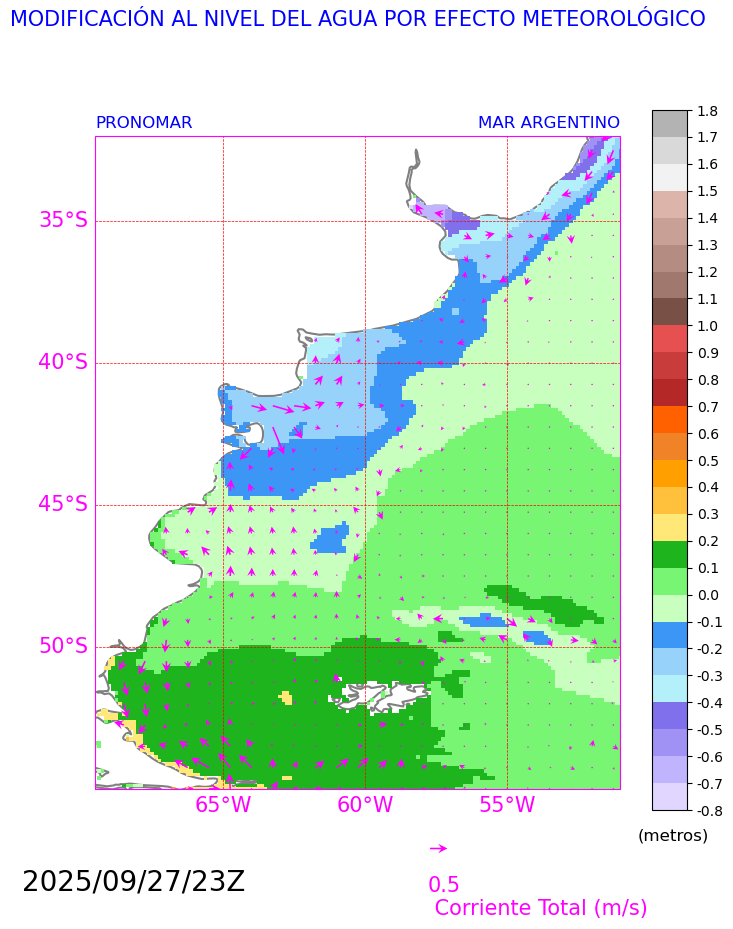 MODIFICACIÓN AL NIVEL DEL AGUA POR EFECTO METEOROLÓGICO
PRONOMAR MAR ARGENTINO
35°S
40°S
45°S
50°S
65°W 60°W 55°W
1.8
1.7
1.6
1.5
1.4
1.3
1.2
1.1
1.0
0.9
0.8
0.7
0.6
0.5
0.4
0.3
0.2
0.1
0.0
-0.1
-0.2
-0.3
-0.4
-0.5
-0.6
-0.7
-0.8
(metros)
2025/09/27/23Z
0.5
Corriente Total (m/s)